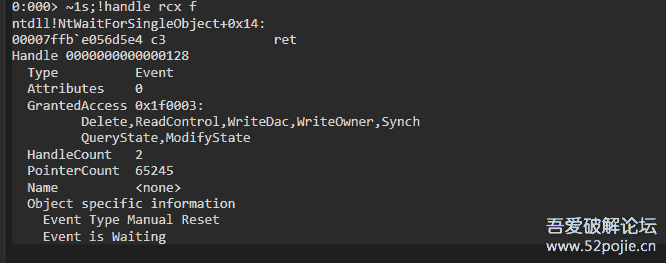 0:000> ~1s;!handle rcx f
ntdll!NtWaitForSingleObject+0x14:
00007ffb`e056d5e4 c3              ret
Handle 0000000000000128
  Type          Event
  Attributes    0
  GrantedAccess 0x1f0003:
         Delete,ReadControl,WriteDac,WriteOwner,Synch
         QueryState,ModifyState
  HandleCount   2
  PointerCount  65245
  Name          <none>
  Object specific information
    Event Type Manual Reset
    Event is Waiting
吾爱破解论坛
www.52pojie.cn